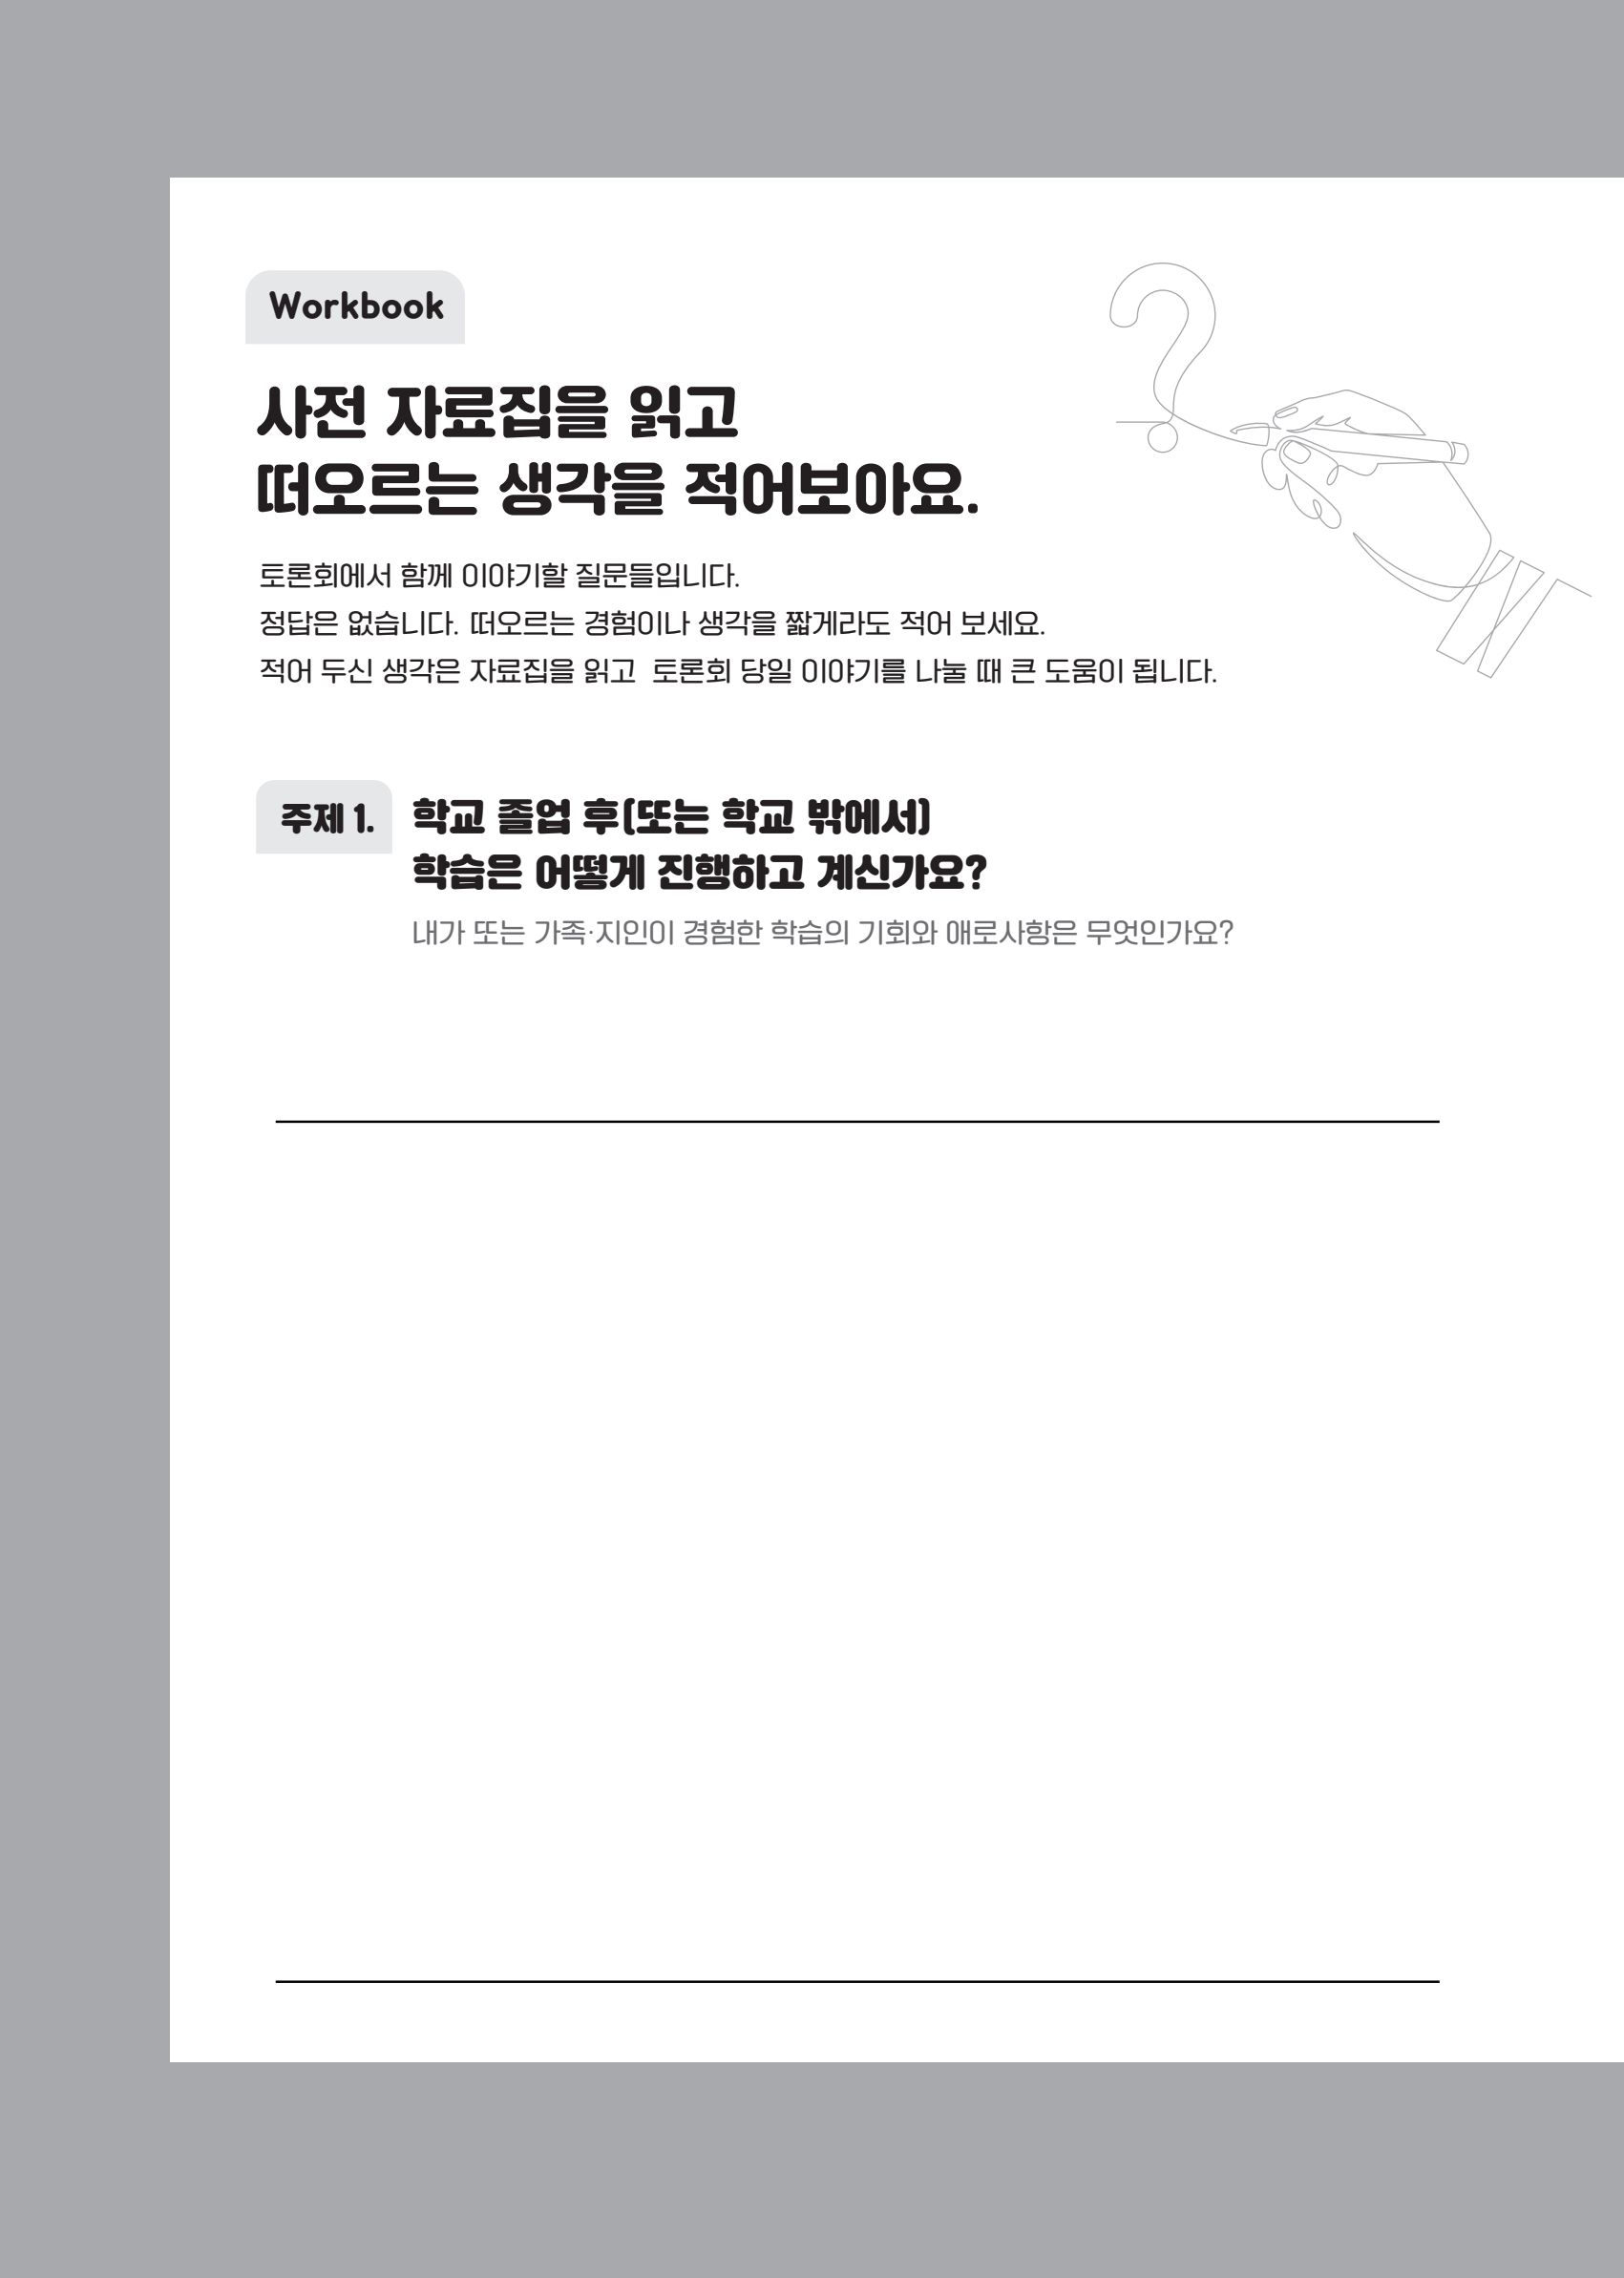 Workbook
사전 자료집을 읽고
떠오르는 생각을 적어보아요.
토론회에서 함께 이야기할 질문들입니다.
정답은 없습니다. 떠오르는 경험이나 생각을 짧게라도 적어 보세요.
적어 두신 생각은 자료집을 읽고 토론회 당일 이야기를 나눌 때 큰 도움이 됩니다.
주제 1. 학교 졸업 후(또는 학교 밖에서)
학습은 어떻게 진행하고 계신가요?
내가 또는 가족·지인이 경험한 학습의 기회와 애로사항은 무엇인가요?